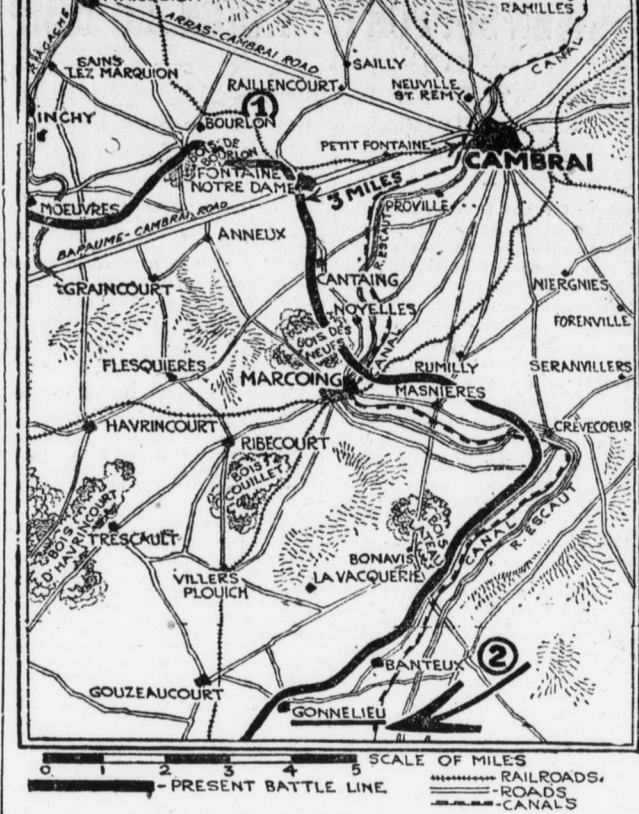 RAMILLES
ARRAS-CAMBRAI ROAD
CANAL
SAINS
LEZ MARQUION
SAILLY
RAILLENCOURT
NEUVILLE
ST. REMY
INCHY
1
BOURLON
BOIS DE
BOURLON
PETIT FONTAINE
CAMBRAI
FONTAINE
NOTRE DAME
3 MILES
MOEUVRES
PROVILLE
BAPAUME-CAMBRAI ROAD
ANNEUX
R. ESCAUT
CANTAING
GRAINCOURT
NIERGNIES
NOYELLES
FORENVILLE
BOIS DES
NEUFS
CANAL
FLESQUIERES
RUMILLY
SERANVILLERS
MARCOING
MASNIERES
HAVRINCOURT
CREVECOEUR
RIBECOURT
BOIS
COUILLET
BOIS
D'HAVRINCOURT
TRESCAULT
BOIS
CANAL
R. ESCAUT
BONAVIS
VILLERS
PLOUICH
LA VACQUERIE
BANTEUX
2
GOUZEAUCOURT
GONNELIEU
0 1 2 3 4 5 SCALE OF MILES
- PRESENT BATTLE LINE
- RAILROADS.
- ROADS
- CANALS